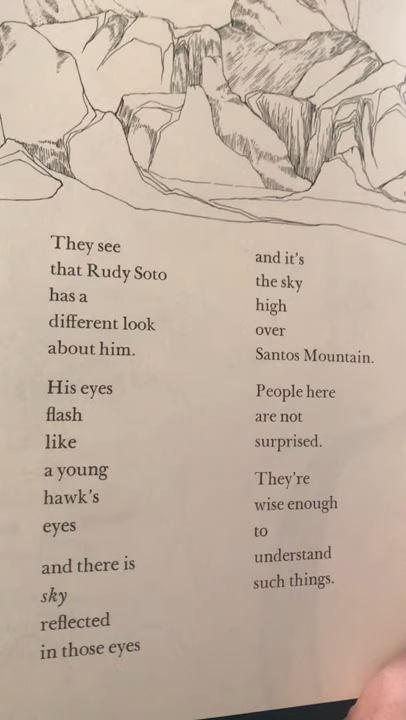 They see
that Rudy Soto
has a
different look
about him.
His eyes
flash
like
a young
hawk's
eyes
and there is
sky
reflected
in those eyes
and it's
the sky
high
over
Santos Mountain.
People here
are not
surprised.
They're
wise enough
to
understand
such things.